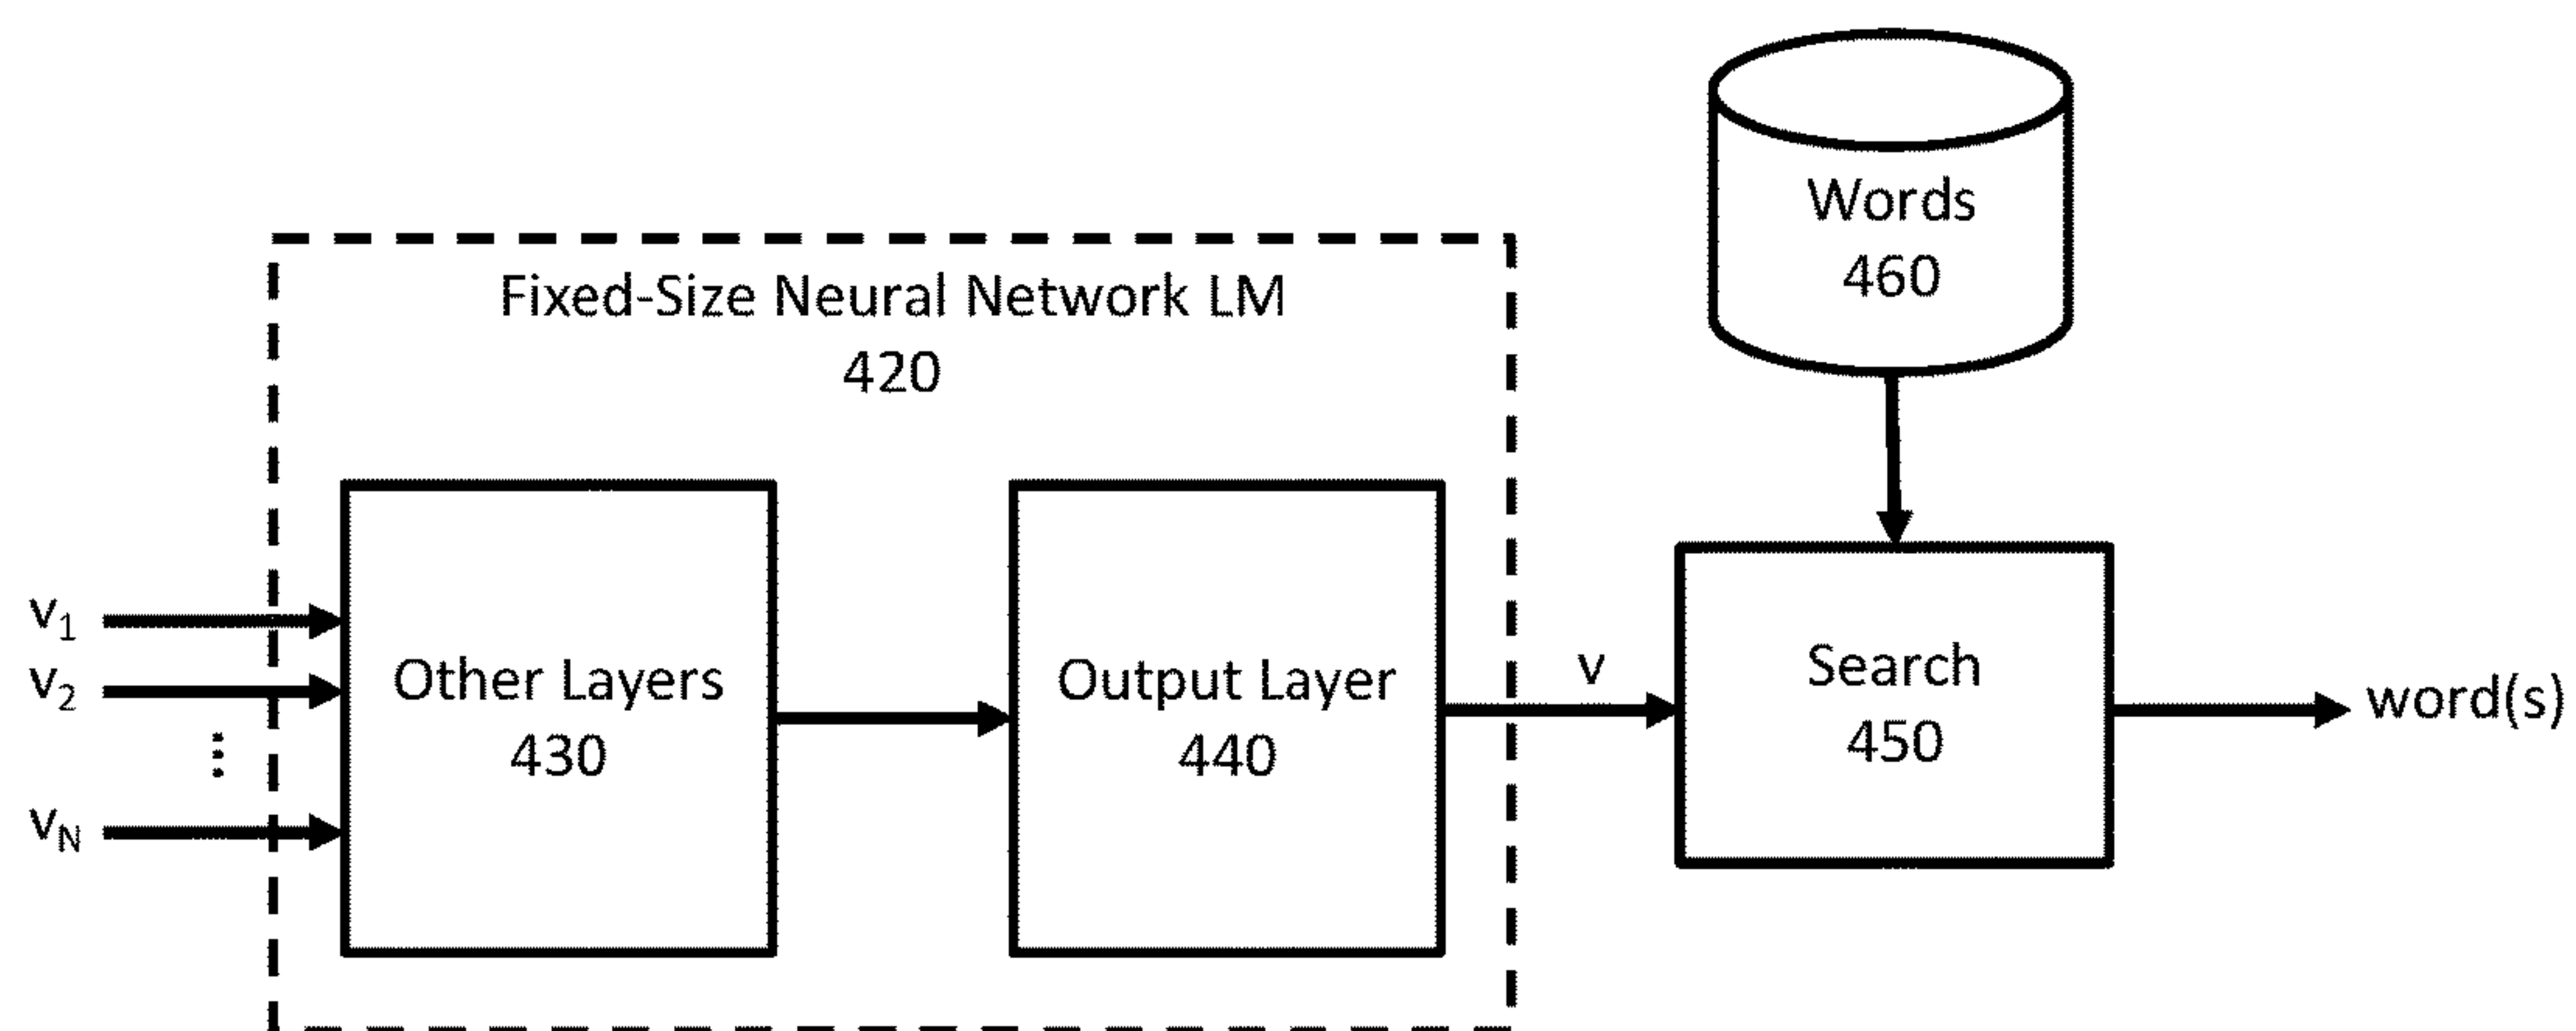 Words
460
Fixed-Size Neural Network LM
420
v1
v2
...
vN
Other Layers
430
Output Layer
440
v
Search
450
word(s)